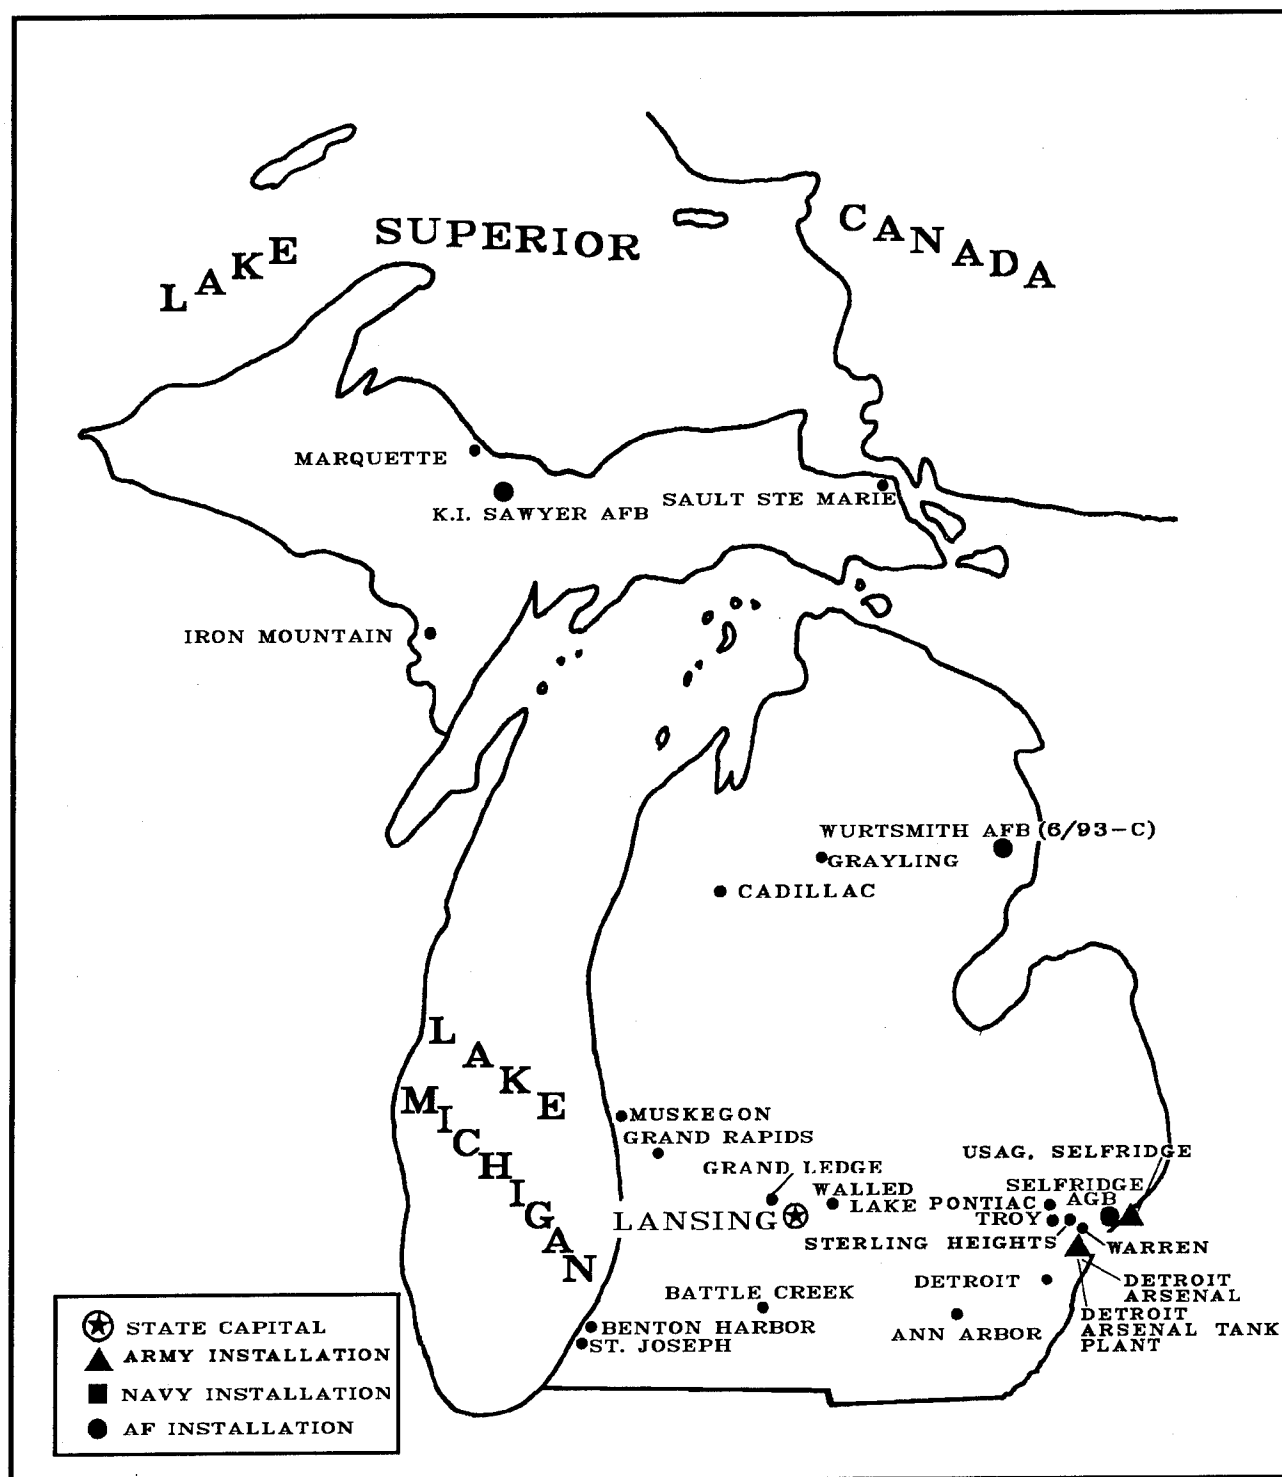 LAKE SUPERIOR
CANADA
MARQUETTE
K.I. SAWYER AFB
SAULT STE MARIE
IRON MOUNTAIN
WURTSMITH AFB (6/93-C)
GRAYLING
CADILLAC
LAKE
MICHIGAN
MUSKEGON
GRAND RAPIDS
GRAND LEDGE
LANSING
WALLED
LAKE
PONTIAC
USAG, SELFRIDGE
SELFRIDGE
AGB
TROY
STERLING HEIGHTS
WARREN
DETROIT
DETROIT
ARSENAL
DETROIT
ARSENAL TANK
PLANT
BATTLE CREEK
ANN ARBOR
BENTON HARBOR
ST. JOSEPH
STATE CAPITAL
ARMY INSTALLATION
NAVY INSTALLATION
AF INSTALLATION